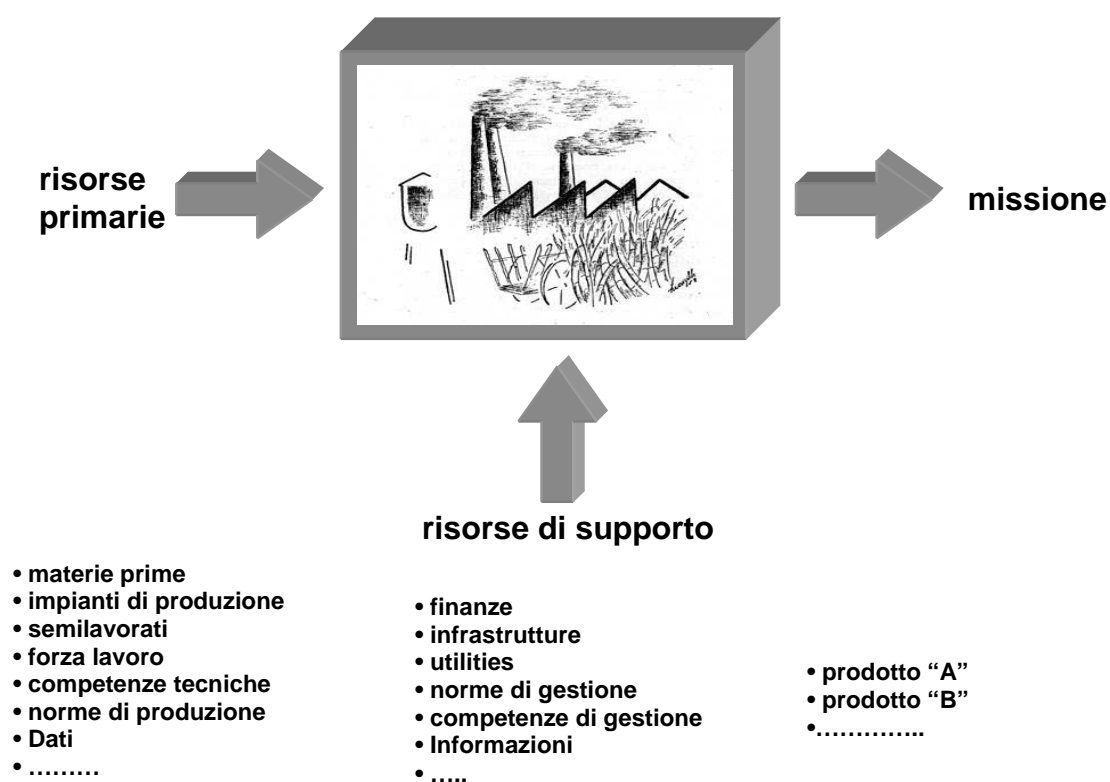 risorse
primarie
missione
risorse di supporto
• materie prime
• impianti di produzione
• semilavorati
• forza lavoro
• competenze tecniche
• norme di produzione
• Dati
• ………
• finanze
• infrastrutture
• utilities
• norme di gestione
• competenze di gestione
• Informazioni
• …..
• prodotto “A”
• prodotto “B”
•…………..